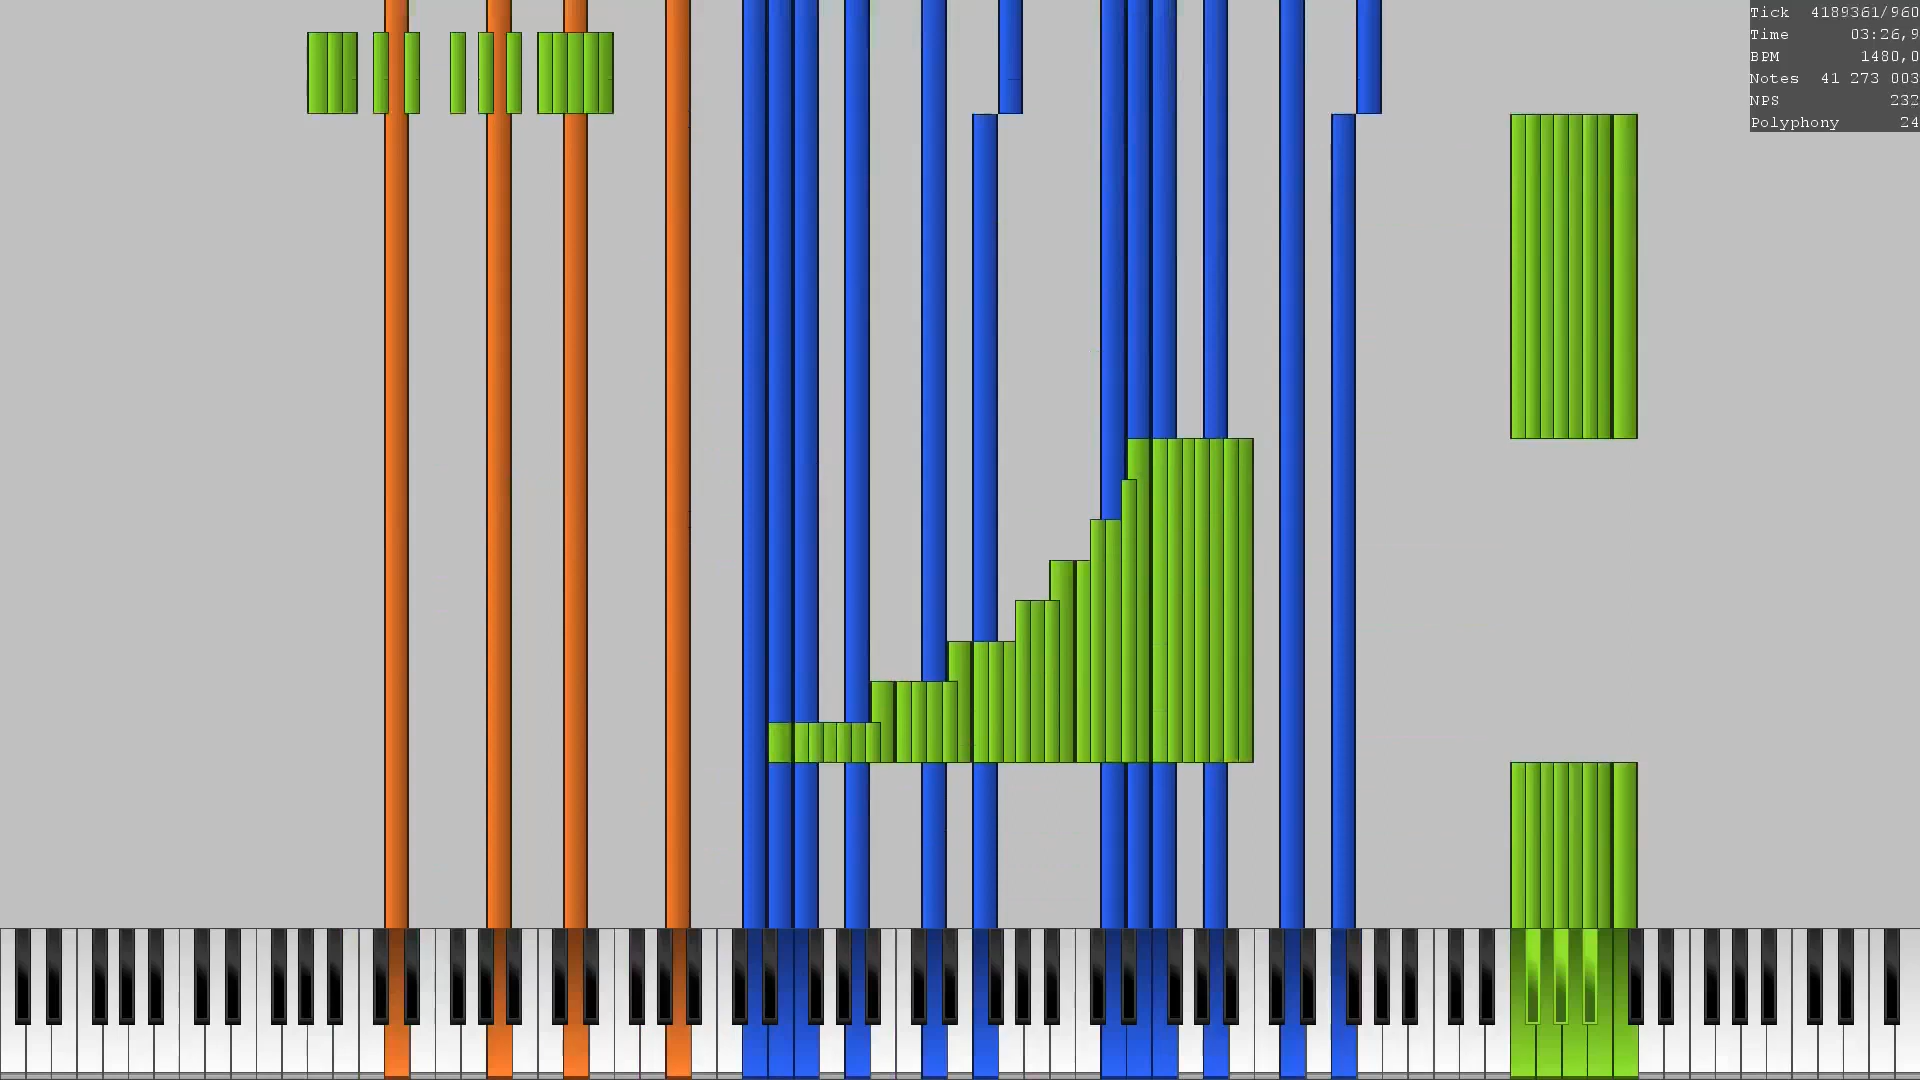 Tick 4189361/960
Time 03:26,9
BPM 1480,0
Notes 41 273 003
NPS 232
Polyphony 24